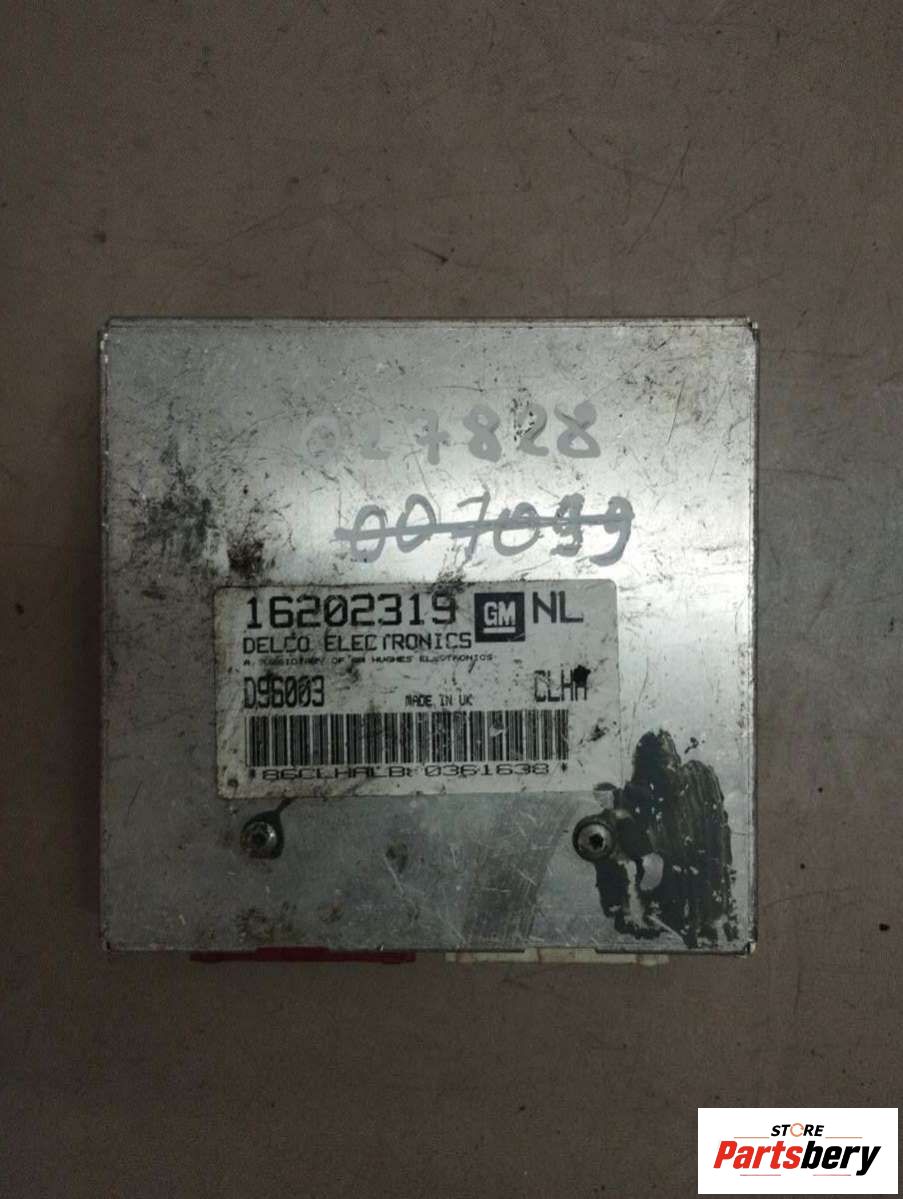 027828
007099
16202319 GM NL
DELCO ELECTRONICS
A SUBSIDIARY OF GM HUGHES ELECTRONICS
D96003 MADE IN UK CLHA
0361638*
STORE
Partsbery